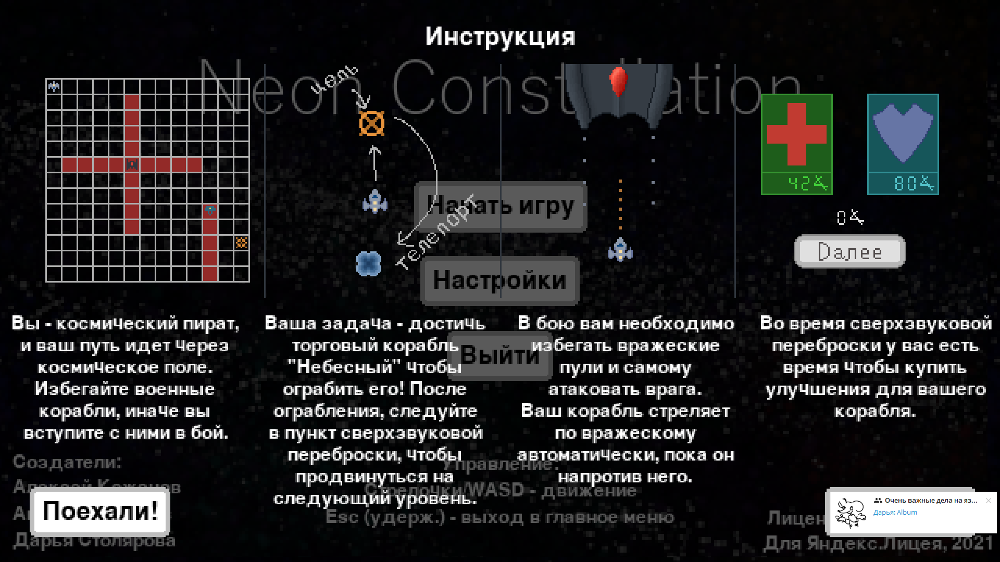 Инструкция
Neon Const lation
цель
телепорт
Начать игру
Настройки
Выйти
42
80
0
Далее
Вы - космический пират,
и ваш путь идет через
космическое поле.
Избегайте военные
корабли, иначе вы
вступите с ними в бой.
Ваша задача - достичь
торговый корабль
"Небесный" чтобы
ограбить его! После
ограбления, следуйте
в пункт сверхзвуковой
переброски, чтобы
продвинуться на
следующий уровень.
В бою вам необходимо
избегать вражеские
пули и самому
атаковать врага.
Ваш корабль стреляет
по вражескому
автоматически, пока он
напротив него.
Во время сверхзвуковой
переброски у вас есть
время чтобы купить
улучшения для вашего
корабля.
Создатели:
Поехали!
Дарья Столярова
Управление:
Стрелочки/WASD - движение
Esc (удерж.) - выход в главное меню
Лицен
Для Яндекс.Лицея, 2021
Очень важные дела на яз...
Дарья: Album